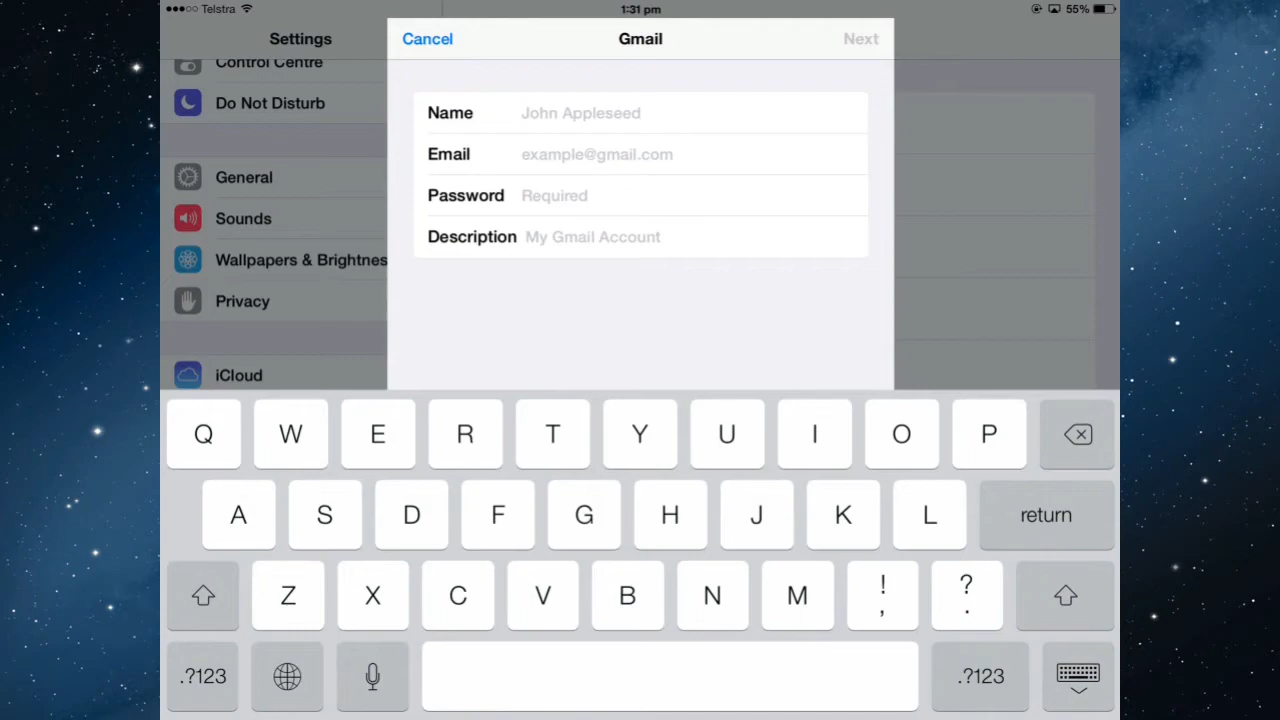 Telstra 1:31 pm 55%
Settings
Cancel Gmail Next
Control Centre
Do Not Disturb
General
Sounds
Wallpapers & Brightnes
Privacy
iCloud
Name John Appleseed
Email example@gmail.com
Password Required
Description My Gmail Account
Q W E R T Y U I O P
A S D F G H J K L return
Z X C V B N M ! , ? .
.?123 .?123